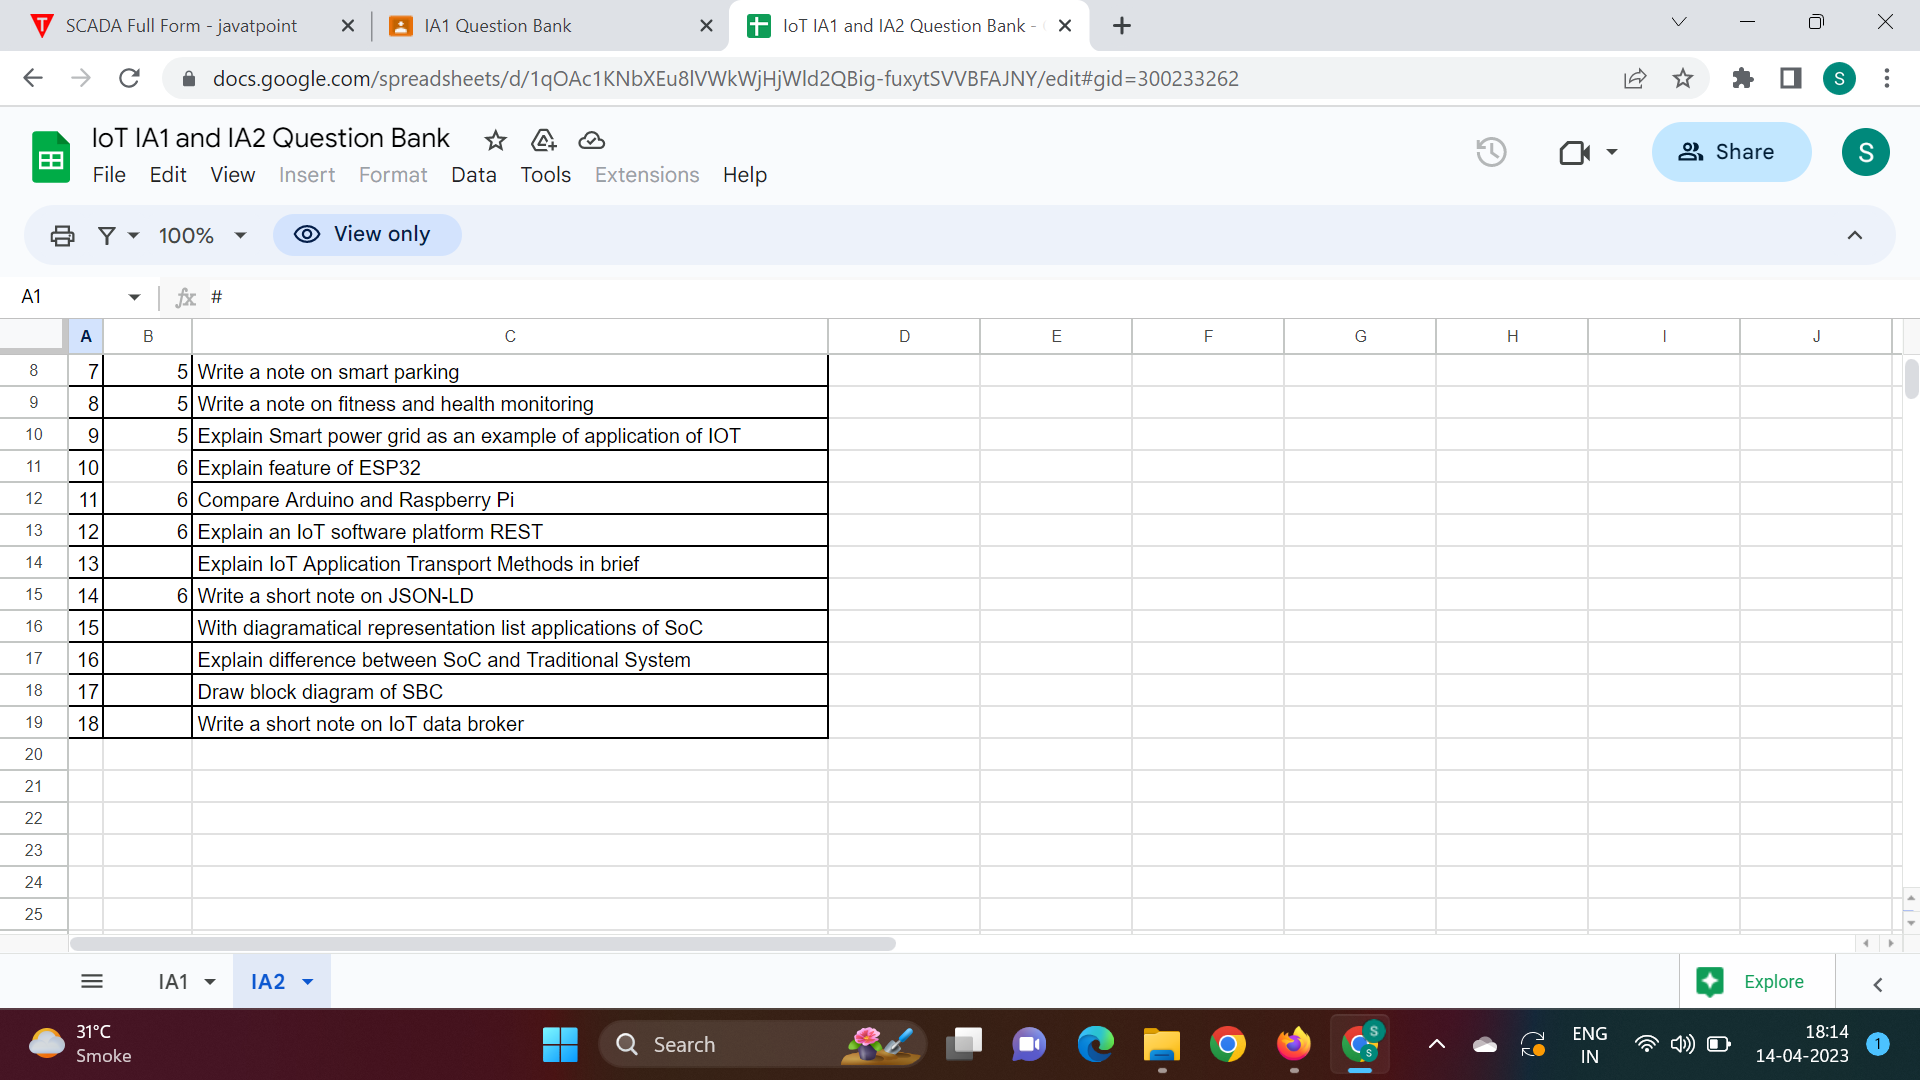 SCADA Full Form - javatpoint
IA1 Question Bank
IoT IA1 and IA2 Question Bank -
docs.google.com/spreadsheets/d/1qOAc1KNbXEu8lVWkWjHjWld2QBig-fuxytSVVBFAJNY/edit#gid=300233262
S
IoT IA1 and IA2 Question Bank
File Edit View Insert Format Data Tools Extensions Help
Share
S
100%
View only
A1
fx #
A B C D E F G H I J
8 7 5 Write a note on smart parking
9 8 5 Write a note on fitness and health monitoring
10 9 5 Explain Smart power grid as an example of application of IOT
11 10 6 Explain feature of ESP32
12 11 6 Compare Arduino and Raspberry Pi
13 12 6 Explain an IoT software platform REST
14 13 Explain IoT Application Transport Methods in brief
15 14 6 Write a short note on JSON-LD
16 15 With diagramatical representation list applications of SoC
17 16 Explain difference between SoC and Traditional System
18 17 Draw block diagram of SBC
19 18 Write a short note on IoT data broker
20
21
22
23
24
25
IA1 IA2
Explore
31°C
Smoke
Search
S
S
ENG
IN
18:14
14-04-2023
1